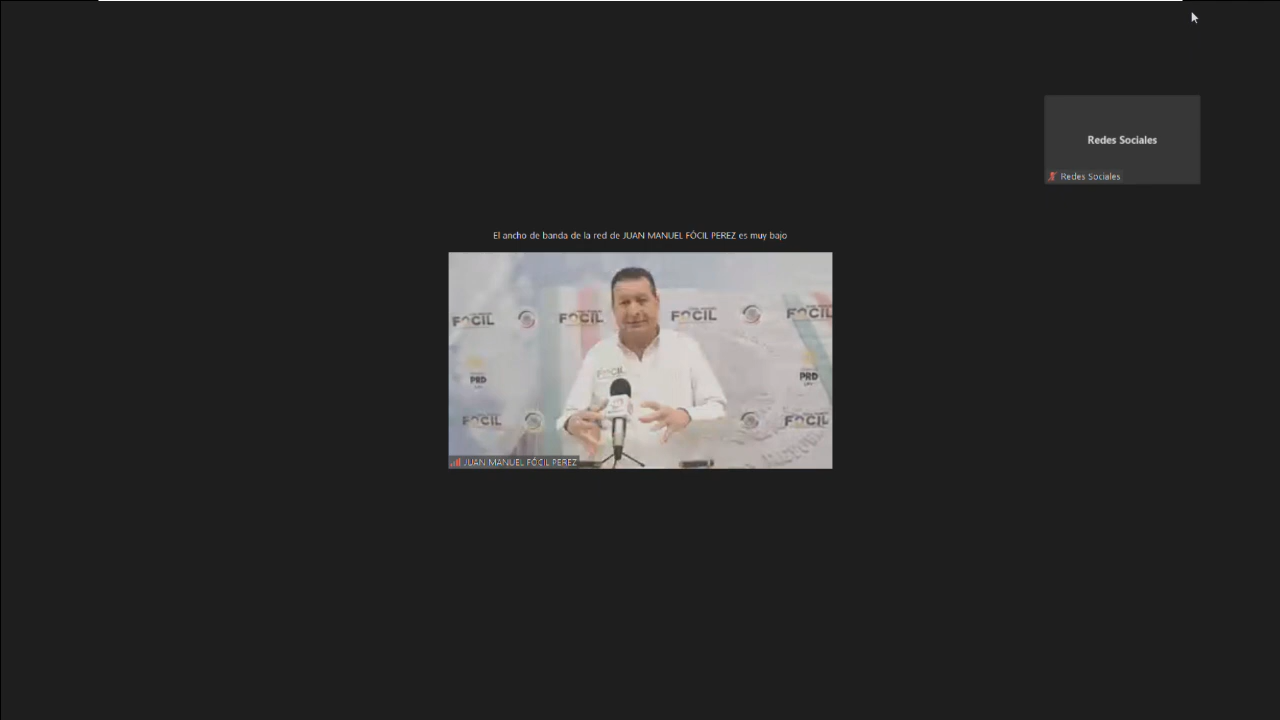 Redes Sociales
Redes Sociales
El ancho de banda de la red de JUAN MANUEL FÓCIL PEREZ es muy bajo
FOCIL
FOCIL
FOCIL
FOCIL
FOCIL
PRD
PRD
FOCIL
FOCIL
JUAN MANUEL FÓCIL PEREZ